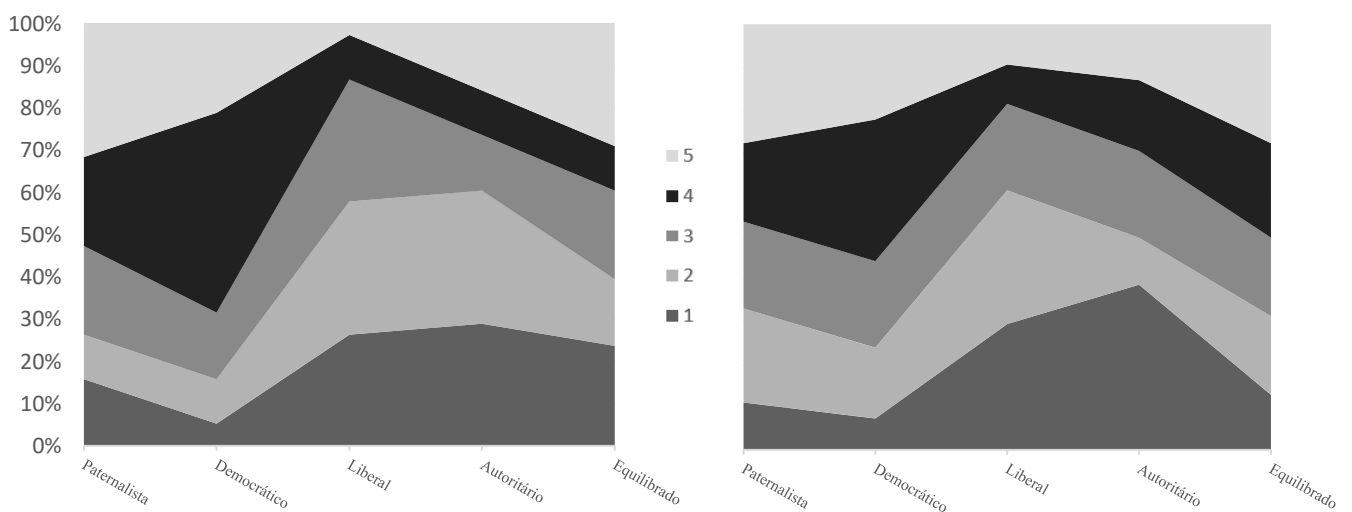 100%
90%
80%
70%
60%
50%
40%
30%
20%
10%
0%
Paternalista
Democrático
Liberal
Autoritário
Equilibrado
5
4
3
2
1
Paternalista
Democrático
Liberal
Autoritário
Equilibrado